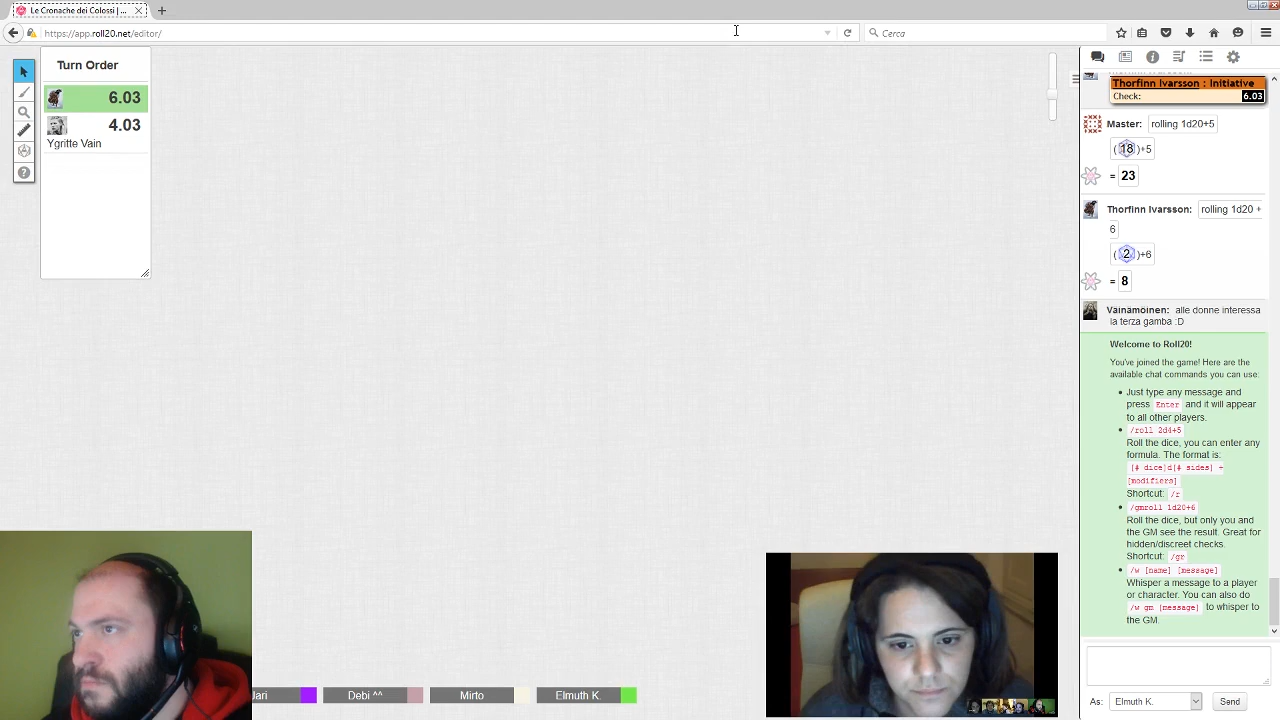 Le Cronache dei Colossi | ...
https://app.roll20.net/editor/
Cerca
Turn Order
6.03
4.03
Ygritte Vain
Thorfinn Ivarsson : Initiative
Check: 6.03
Master: rolling 1d20+5
(18)+5
= 23
Thorfinn Ivarsson: rolling 1d20 +
6
(2)+6
= 8
Väinämöinen: alle donne interessa
la terza gamba :D
Welcome to Roll20!
You've joined the game! Here are the
available chat commands you can use:
Just type any message and
press Enter and it will appear
to all other players.
/roll 2d4+5
Roll the dice, you can enter any
formula. The format is:
[# dice]d[# sides] +
[modifiers]
Shortcut: /r
/gmroll 1d20+6
Roll the dice, but only you and
the GM see the result. Great for
hidden/discreet checks.
Shortcut: /gr
/w [name] [message]
Whisper a message to a player
or character. You can also do
/w gm [message] to whisper to
the GM.
Jari
Debi ^^
Mirto
Elmuth K.
As: Elmuth K.
Send